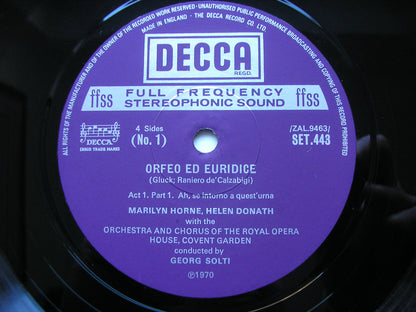 ALL RIGHTS OF THE MANUFACTURER AND OF THE OWNER OF THE RECORDED WORK RESERVED · UNAUTHORISED PUBLIC PERFORMANCE BROADCASTING AND COPYING OF THIS RECORD PROHIBITED
MADE IN ENGLAND · THE DECCA RECORD CO. LTD
DECCA
REGD.
ffss FULL FREQUENCY ffss
STEREOPHONIC SOUND
DECCA
4 Sides
(No. 1)
/ZAL.9463/
SET.443
ORFEO ED EURIDICE
(Gluck; Raniero de'Calzabigi)
Act 1. Part 1. Ah, se intorno a quest'urna
MARILYN HORNE, HELEN DONATH
with the
ORCHESTRA AND CHORUS OF THE ROYAL OPERA
HOUSE, COVENT GARDEN
conducted by
GEORG SOLTI
℗1970